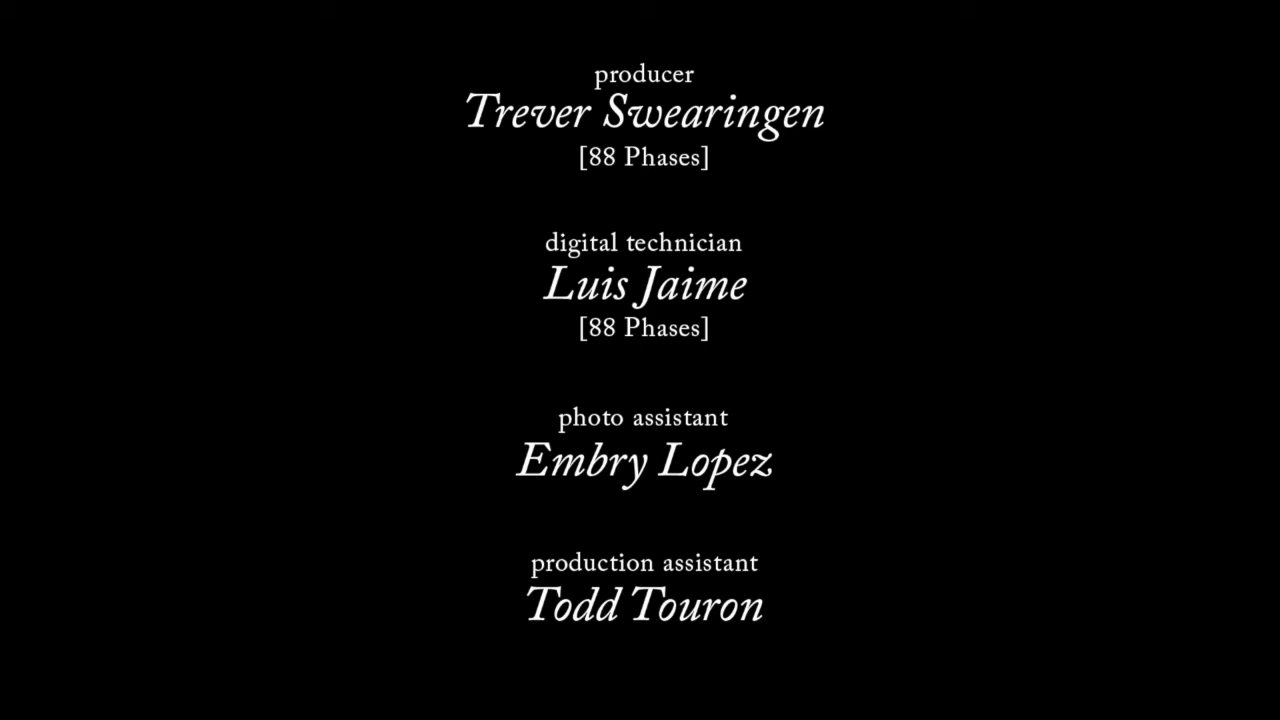 producer
Trever Swearingen
[88 Phases]
digital technician
Luis Jaime
[88 Phases]
photo assistant
Embry Lopez
production assistant
Todd Touron